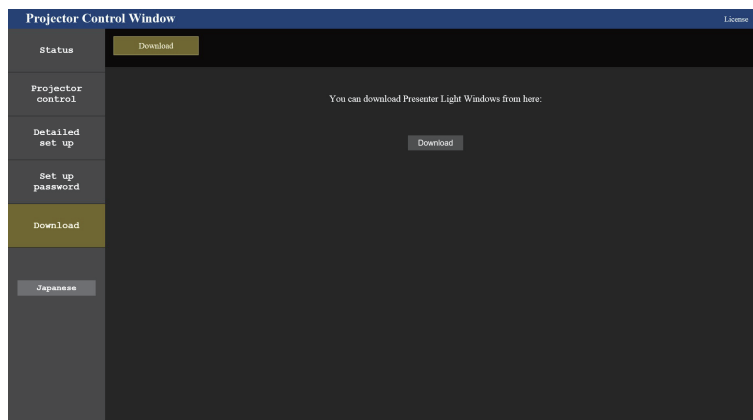 Projector Control Window
License
Status
Download
Projector
control
You can download Presenter Light Windows from here:
Detailed
set up
Download
Set up
password
Download
Japanese